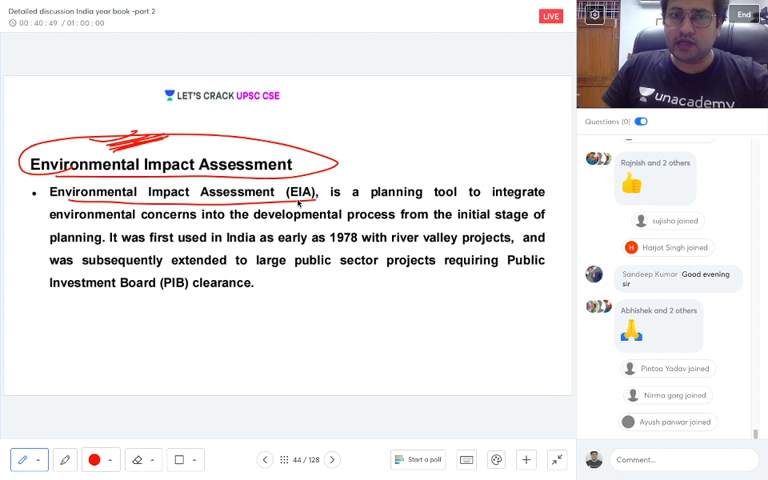 Detailed discussion India year book -part 2
00 : 40 : 49 / 01 : 00 : 00
LIVE
End
LET'S CRACK UPSC CSE
unacademy
Questions (0)
Environmental Impact Assessment
• Environmental Impact Assessment (EIA), is a planning tool to integrate
environmental concerns into the developmental process from the initial stage of
planning. It was first used in India as early as 1978 with river valley projects, and
was subsequently extended to large public sector projects requiring Public
Investment Board (PIB) clearance.
Rajnish and 2 others
sujisha joined
H
Harjot Singh joined
Sandeep Kumar Good evening
sir
Abhishek and 2 others
Pintoo Yadav joined
Nirma garg joined
Ayush panwar joined
44 / 128
Start a poll
Comment...